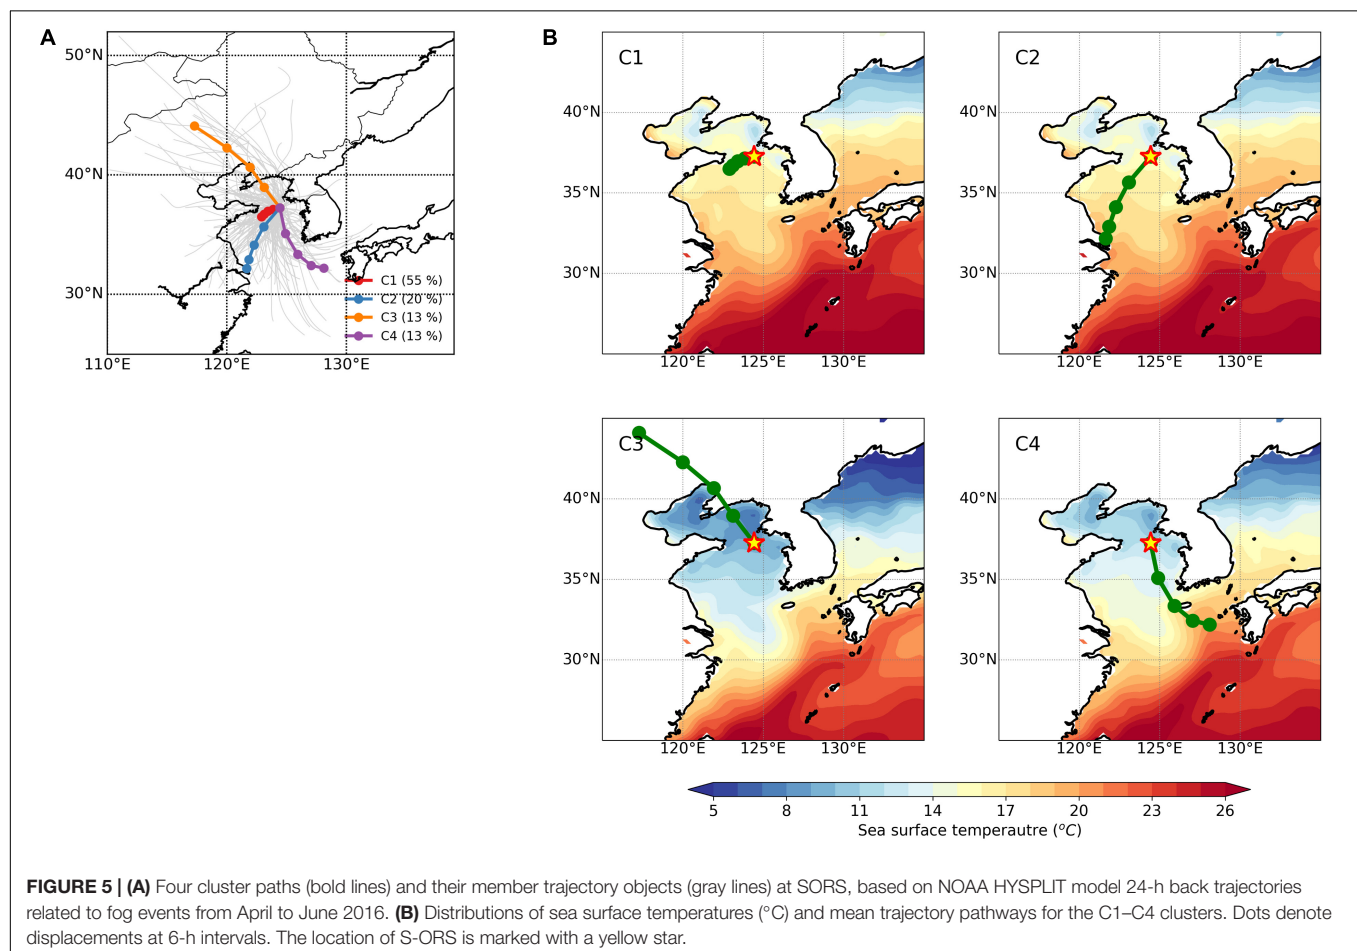 A
50°N
40°N
30°N
110°E
120°E
130°E
C1 (55 %)
C2 (20 %)
C3 (13 %)
C4 (13 %)
B
C1
40°N
35°N
30°N
120°E
125°E
130°E
C2
40°N
35°N
30°N
120°E
125°E
130°E
C3
40°N
35°N
30°N
120°E
125°E
130°E
C4
40°N
35°N
30°N
120°E
125°E
130°E
5 8 11 14 17 20 23 26
Sea surface temperautre (°C)
FIGURE 5 | (A) Four cluster paths (bold lines) and their member trajectory objects (gray lines) at SORS, based on NOAA HYSPLIT model 24-h back trajectories
related to fog events from April to June 2016. (B) Distributions of sea surface temperatures (°C) and mean trajectory pathways for the C1–C4 clusters. Dots denote
displacements at 6-h intervals. The location of S-ORS is marked with a yellow star.